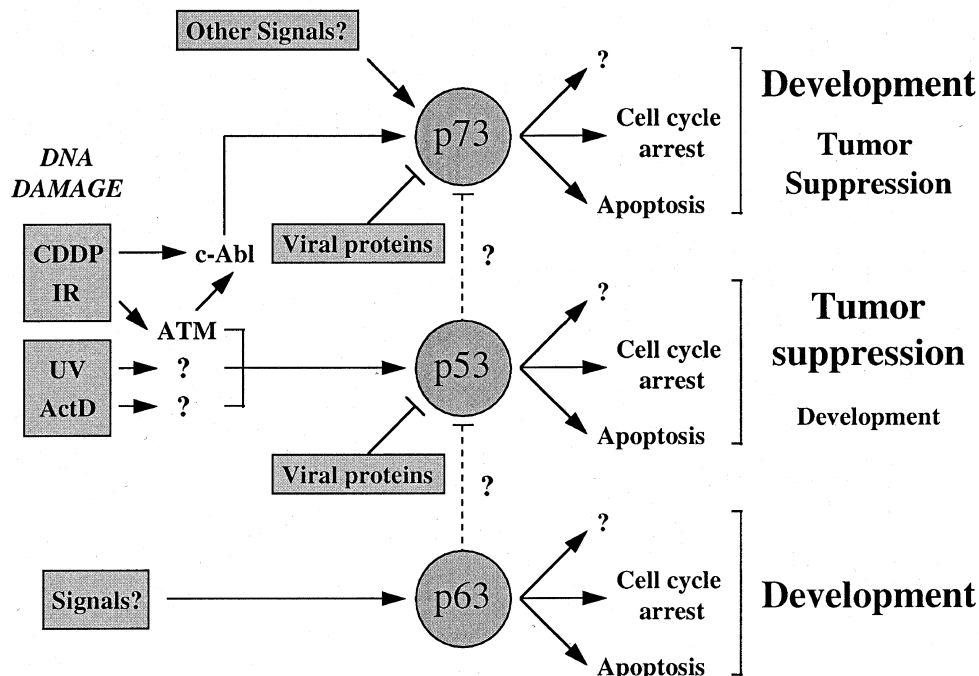 Other Signals?
p73
?
Cell cycle
arrest
Apoptosis
Development
Tumor
Suppression
DNA
DAMAGE
CDDP
IR
c-Abl
Viral proteins
?
ATM
UV
?
ActD
?
p53
?
Cell cycle
arrest
Apoptosis
Tumor
suppression
Development
Viral proteins
?
Signals?
p63
?
Cell cycle
arrest
Apoptosis
Development